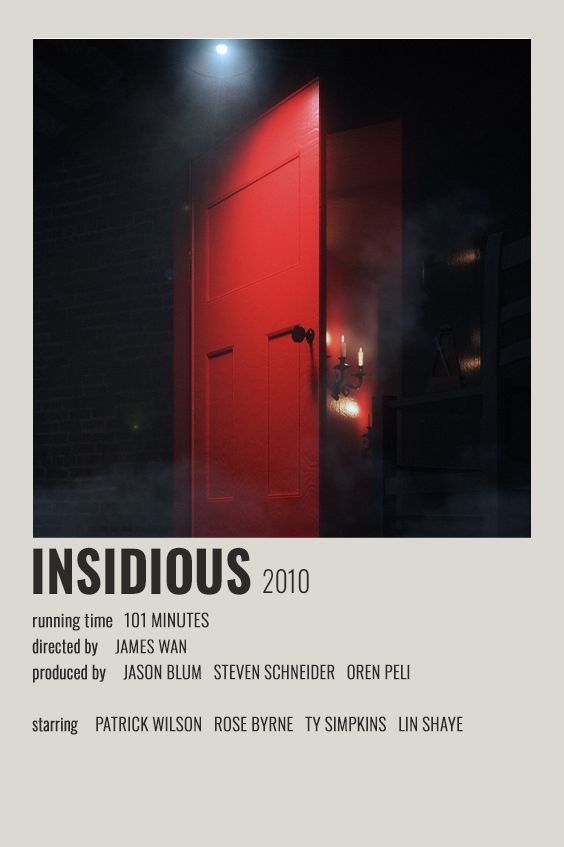 INSIDIOUS 2010
running time 101 MINUTES
directed by JAMES WAN
produced by JASON BLUM STEVEN SCHNEIDER OREN PELI
starring PATRICK WILSON ROSE BYRNE TY SIMPKINS LIN SHAYE